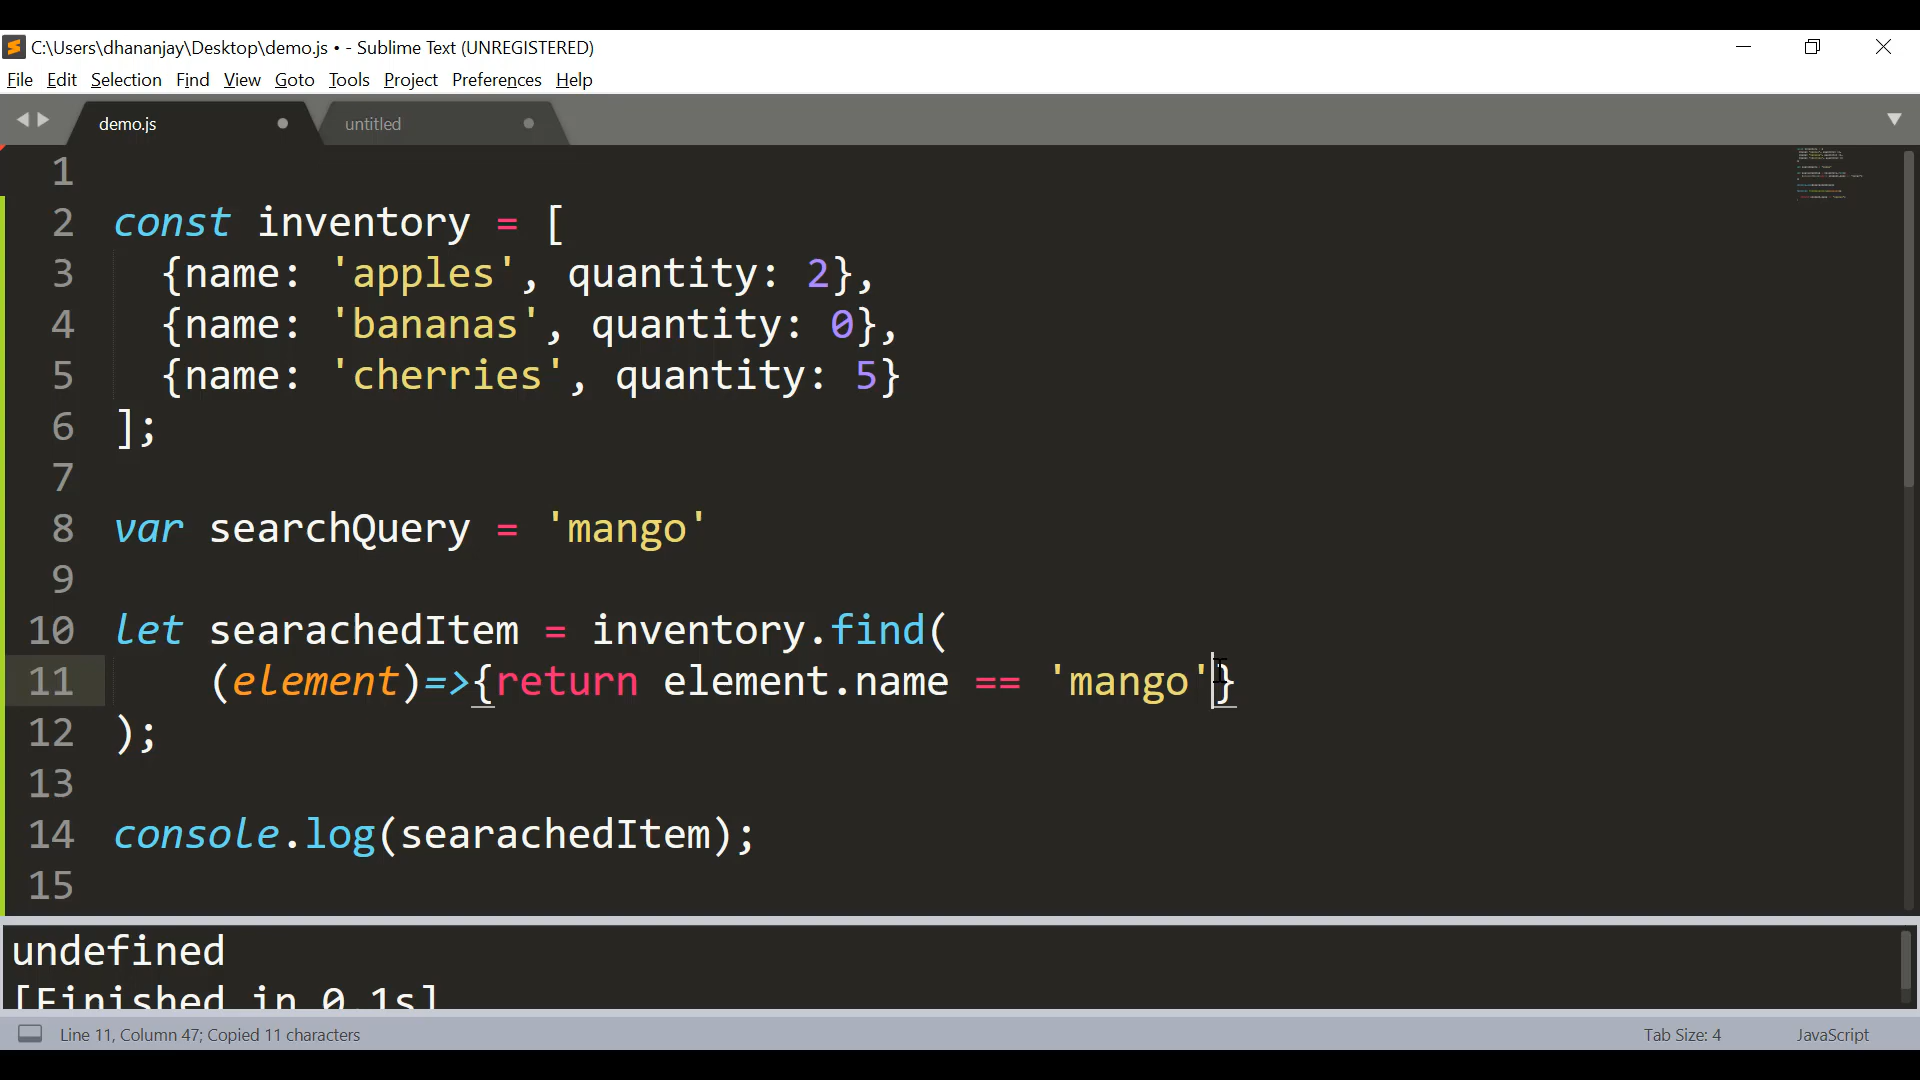 C:\Users\dhananjay\Desktop\demo.js • - Sublime Text (UNREGISTERED)
File Edit Selection Find View Goto Tools Project Preferences Help
demo.js untitled
1
2 const inventory = [
3 {name: 'apples', quantity: 2},
4 {name: 'bananas', quantity: 0},
5 {name: 'cherries', quantity: 5}
6 ];
7
8 var searchQuery = 'mango'
9
10 let searachedItem = inventory.find(
11 (element)=>{return element.name == 'mango'}
12 );
13
14 console.log(searachedItem);
15
undefined
[Finished in 0.1s]
Line 11, Column 47; Copied 11 characters Tab Size: 4 JavaScript